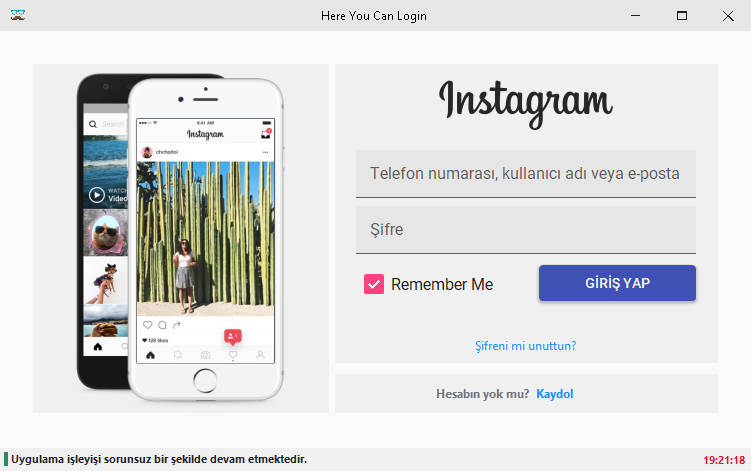 Here You Can Login
Search
WATCH
Video
9:41 AM
Instagram
chchoitoi
128 likes
1
Instagram
Telefon numarası, kullanıcı adı veya e-posta
Şifre
Remember Me
GİRİŞ YAP
Şifreni mi unuttun?
Hesabın yok mu? Kaydol
Uygulama işleyişi sorunsuz bir şekilde devam etmektedir.
19:21:18